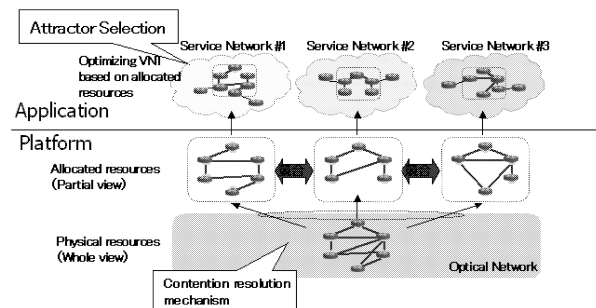 Attractor Selection
Service Network #1
Service Network #2
Service Network #3
Optimizing VNT
based on allocated
resources
Application
Platform
Allocated resources
(Partial view)
Physical resources
(Whole view)
Optical Network
Contention resolution
mechanism